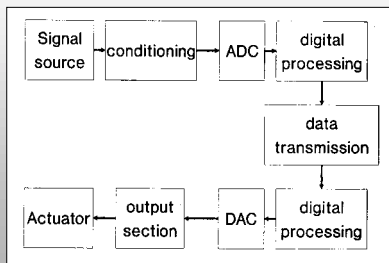 Signal
source
conditioning
ADC
digital
processing
data
transmission
digital
processing
DAC
output
section
Actuator